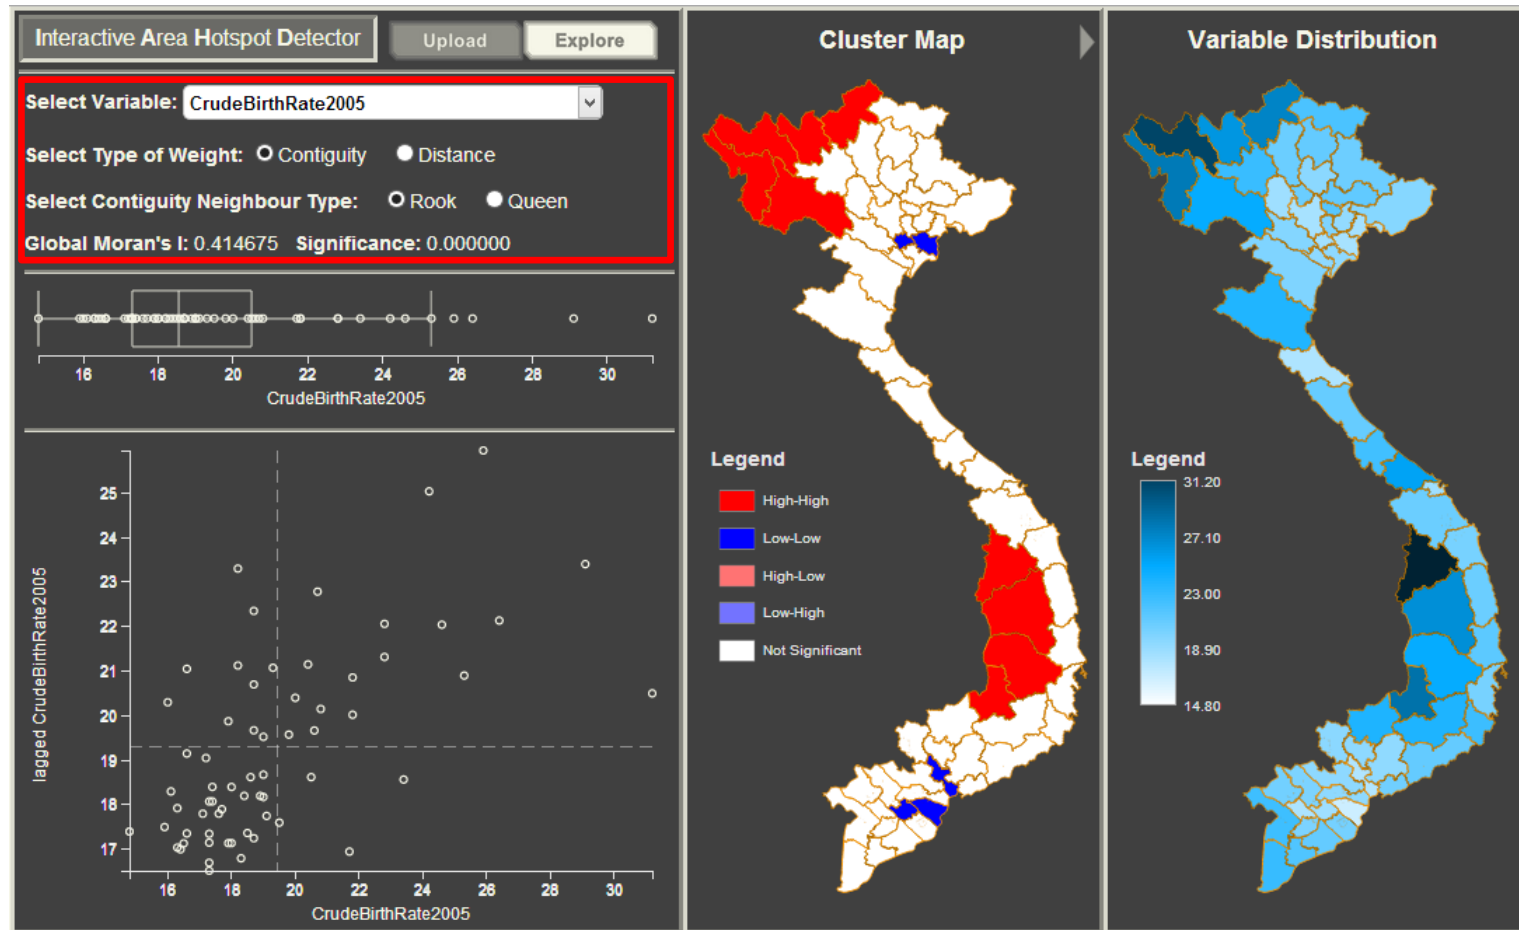 Interactive Area Hotspot Detector
Upload
Explore
Select Variable: CrudeBirthRate2005
Select Type of Weight: Contiguity Distance
Select Contiguity Neighbour Type: Rook Queen
Global Moran's I: 0.414675 Significance: 0.000000
16 18 20 22 24 26 28 30
CrudeBirthRate2005
25
24
23
22
21
20
19
18
17
lagged CrudeBirthRate2005
16 18 20 22 24 26 28 30
CrudeBirthRate2005
Cluster Map
Legend
High-High
Low-Low
High-Low
Low-High
Not Significant
Variable Distribution
Legend
31.20
27.10
23.00
18.90
14.80